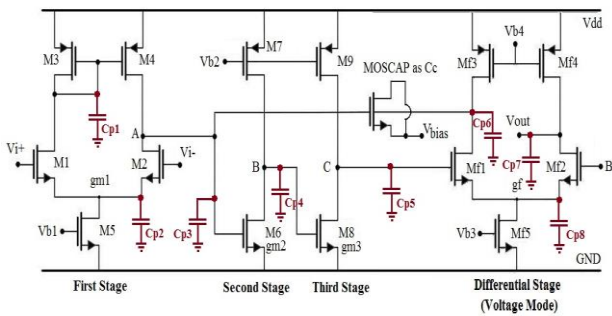 Vdd
M3
M4
M7
M9
Vb4
Mf3
Mf4
Vb2
MOSCAP as Cc
Cp1
Vbias
Cp6
Vout
A
Vi+
M1
M2
Vi-
B
C
Cp7
Mf1
Mf2
B
gm1
Cp4
Cp5
gf
Vb1
M5
Cp2
Cp3
M6
gm2
M8
gm3
Vb3
Mf5
Cp8
GND
First Stage
Second Stage
Third Stage
Differential Stage
(Voltage Mode)